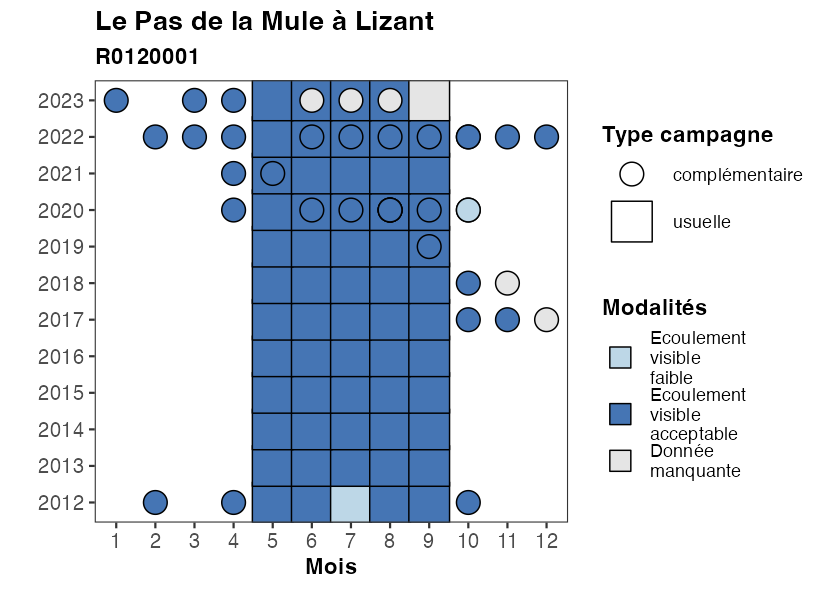 Le Pas de la Mule à Lizant
R0120001
2023
2022
2021
2020
2019
2018
2017
2016
2015
2014
2013
2012
1 2 3 4 5 6 7 8 9 10 11 12
Mois
Type campagne
complémentaire
usuelle
Modalités
Ecoulement
visible
faible
Ecoulement
visible
acceptable
Donnée
manquante